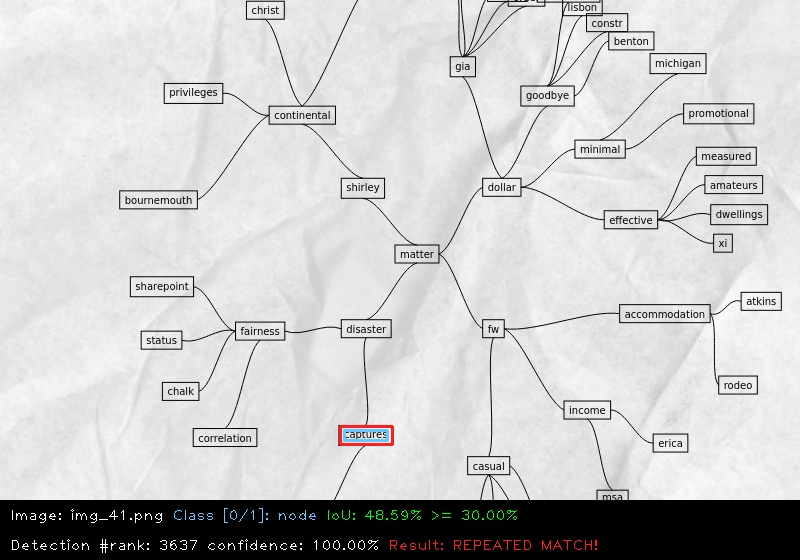 christ
lisbon
constr
benton
gia
michigan
privileges
goodbye
continental
promotional
minimal
measured
shirley
dollar
amateurs
bournemouth
effective
dwellings
xi
matter
sharepoint
atkins
accommodation
fairness
disaster
fw
status
rodeo
chalk
income
captures
correlation
erica
casual
msa
Image: img_41.png Class [0/1]: node IoU: 48.59% >= 30.00%
Detection #rank: 3637 confidence: 100.00% Result: REPEATED MATCH!